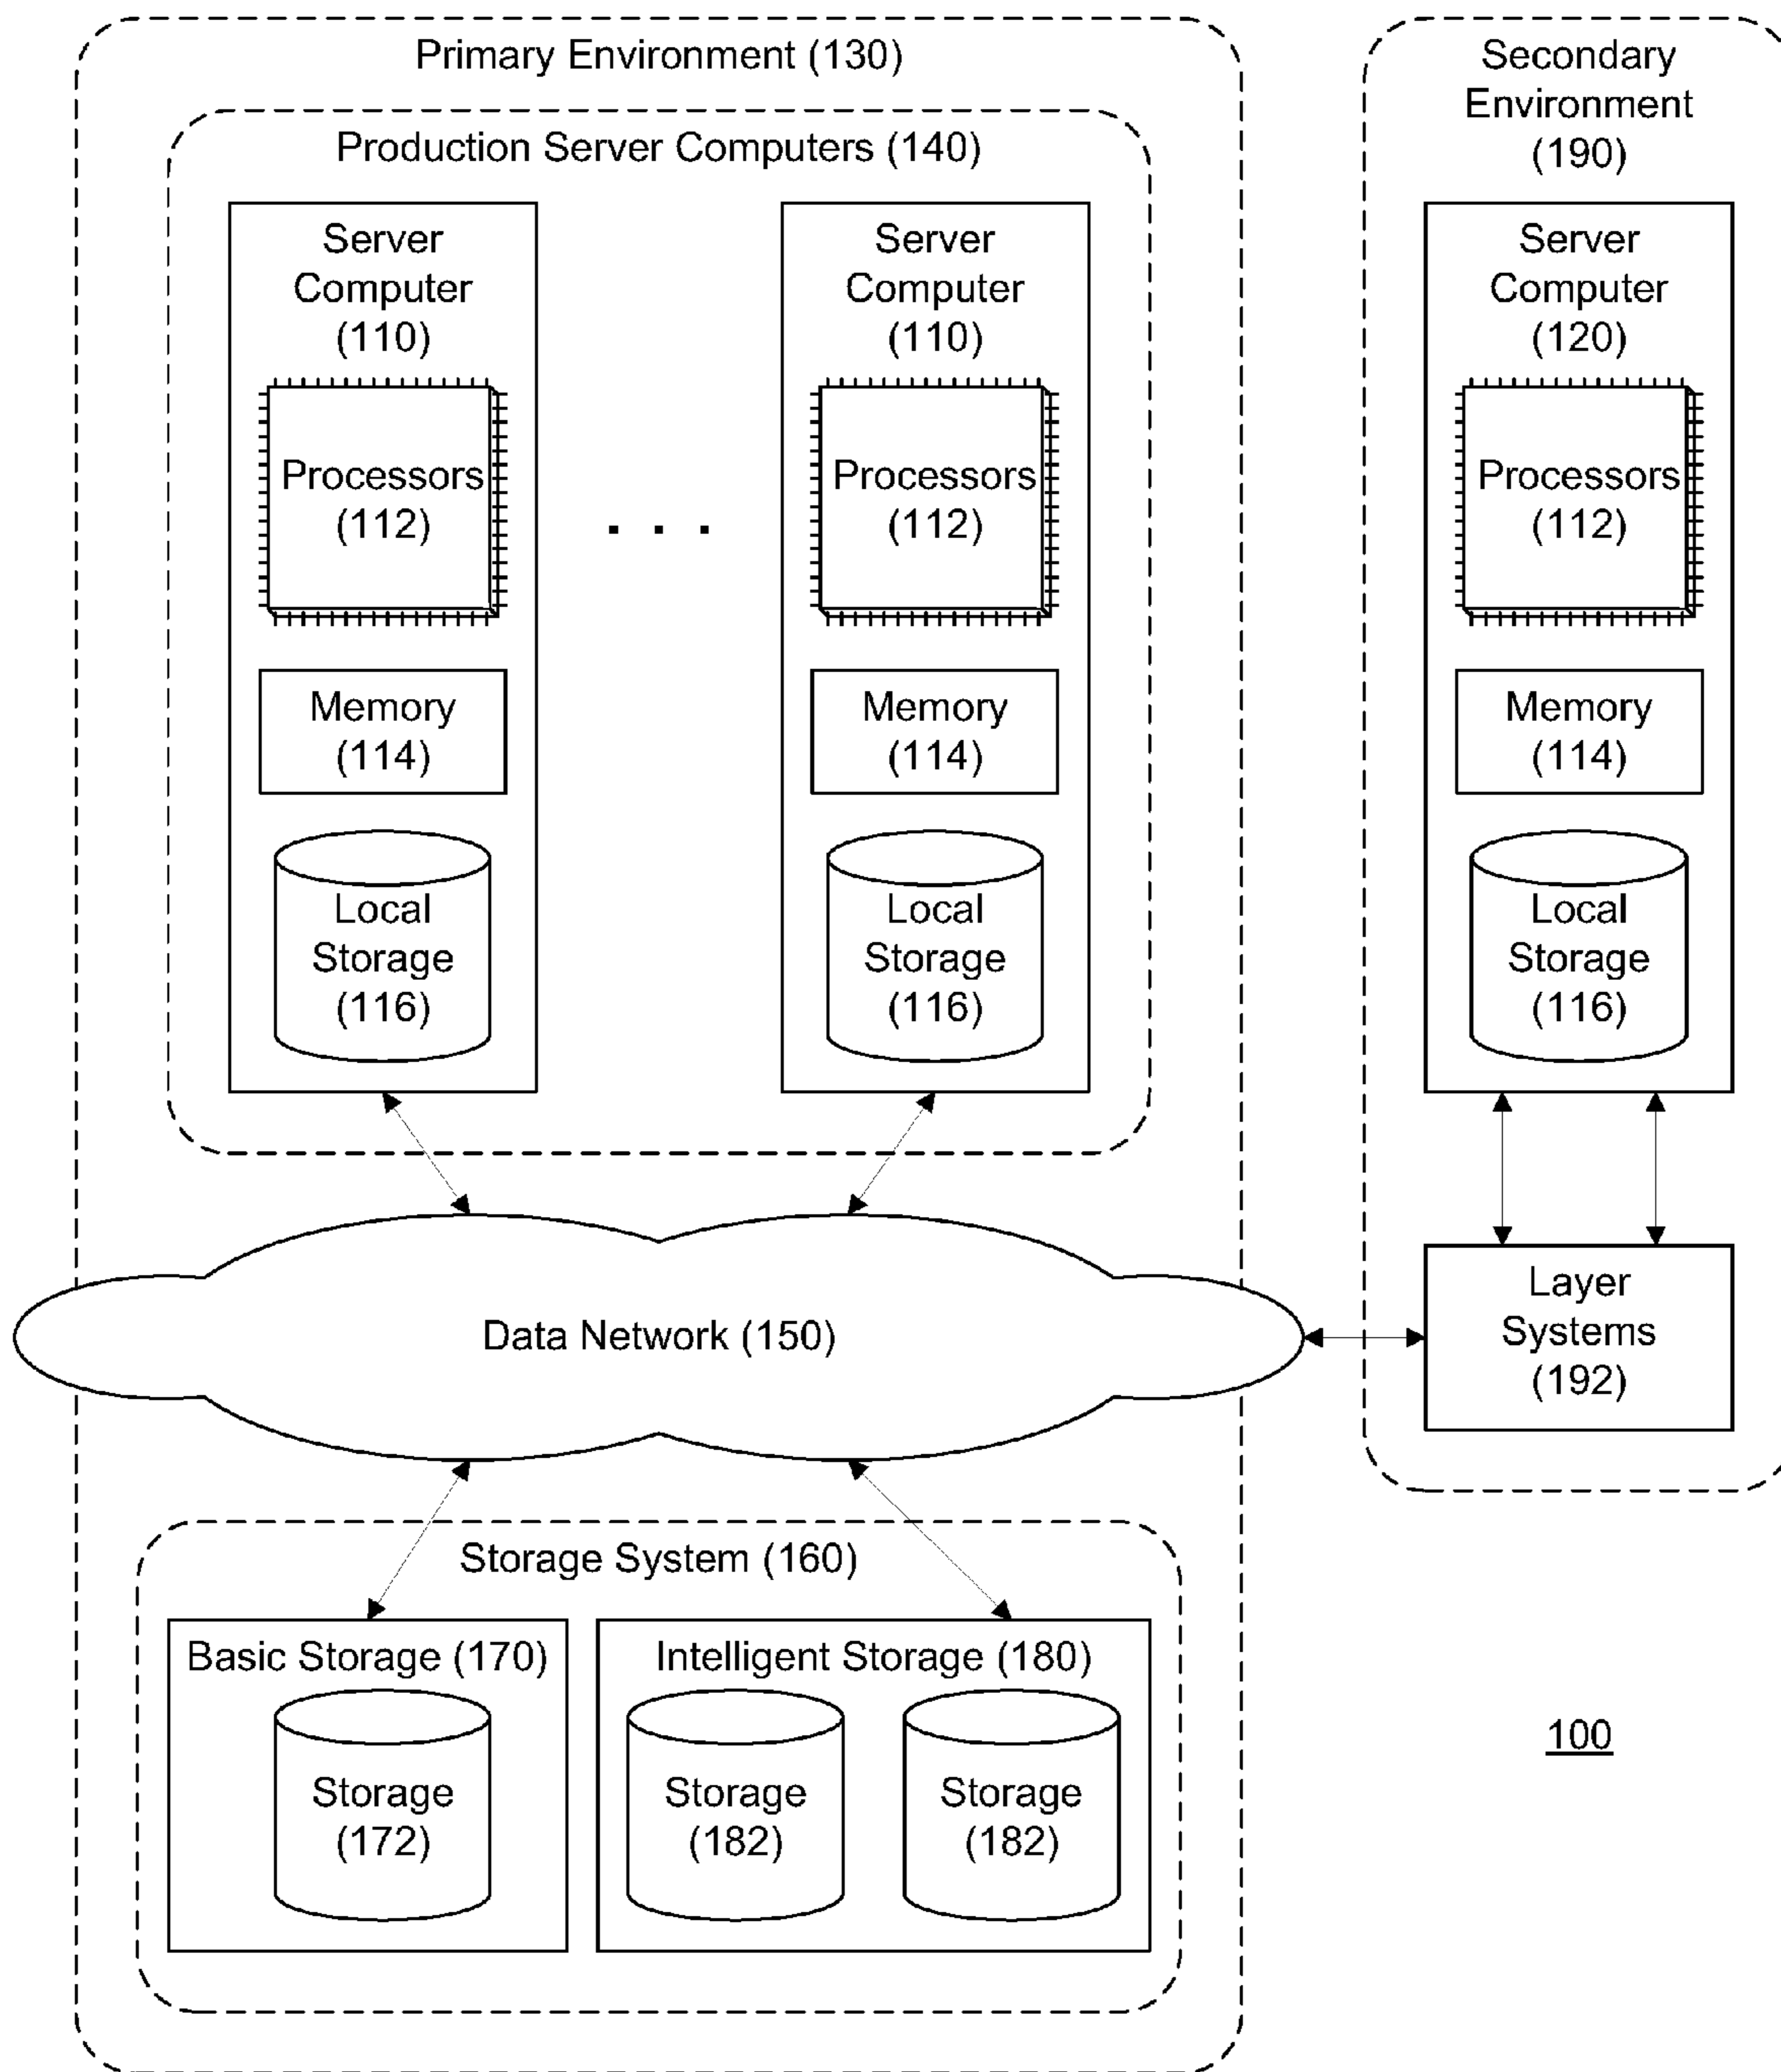 Primary Environment (130)
Production Server Computers (140)
Server
Computer
(110)
Processors
(112)
Memory
(114)
Local
Storage
(116)
. . .
Server
Computer
(110)
Processors
(112)
Memory
(114)
Local
Storage
(116)
Data Network (150)
Storage System (160)
Basic Storage (170)
Storage
(172)
Intelligent Storage (180)
Storage
(182)
Storage
(182)
Secondary
Environment
(190)
Server
Computer
(120)
Processors
(112)
Memory
(114)
Local
Storage
(116)
Layer
Systems
(192)
100